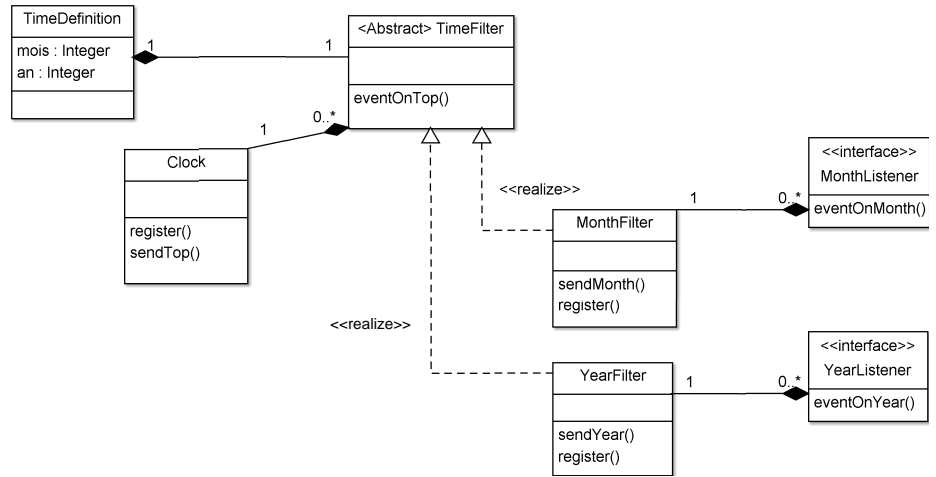 TimeDefinition
mois : Integer
an : Integer
1
1
<Abstract> TimeFilter
eventOnTop()
0..*
1
Clock
register()
sendTop()
<<realize>>
<<realize>>
MonthFilter
sendMonth()
register()
1
0..*
<<interface>>
MonthListener
eventOnMonth()
YearFilter
sendYear()
register()
1
0..*
<<interface>>
YearListener
eventOnYear()